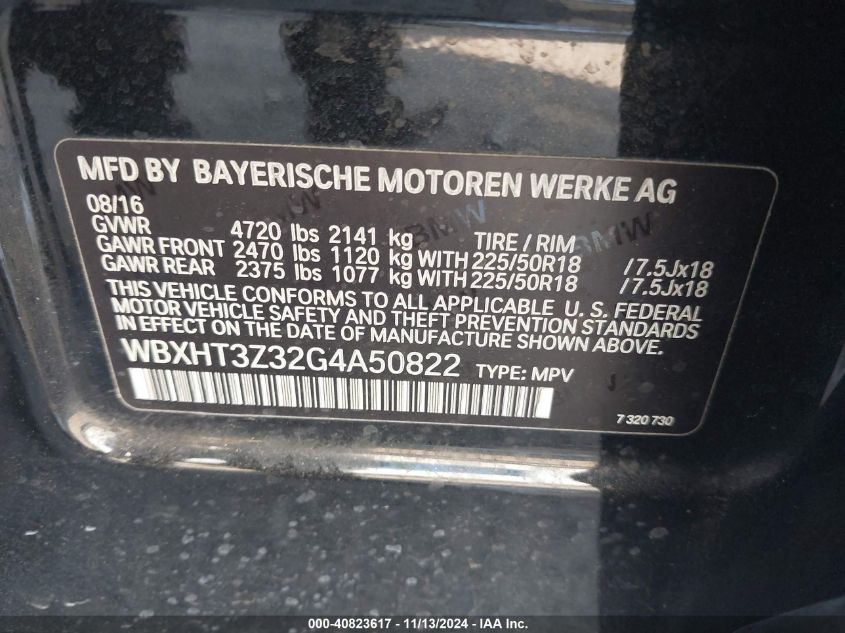 MFD BY BAYERISCHE MOTOREN WERKE AG
08/16
GVWR 4720 lbs 2141 kg TIRE / RIM
GAWR FRONT 2470 lbs 1120 kg WITH 225/50R18 / 7.5Jx18
GAWR REAR 2375 lbs 1077 kg WITH 225/50R18 / 7.5Jx18
THIS VEHICLE CONFORMS TO ALL APPLICABLE U. S. FEDERAL
MOTOR VEHICLE SAFETY AND THEFT PREVENTION STANDARDS
IN EFFECT ON THE DATE OF MANUFACTURE SHOWN ABOVE.
WBXHT3Z32G4A50822 TYPE: MPV
7 320 730
000-40823617 - 11/13/2024 - IAA Inc.